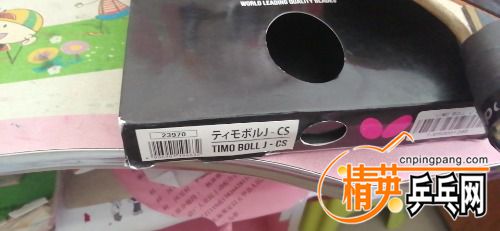 WORLD LEADING QUALITY BLADES
23970
ティモボルJ-CS
TIMO BOLL J-CS
cnpingpang.com
精英乒乓网